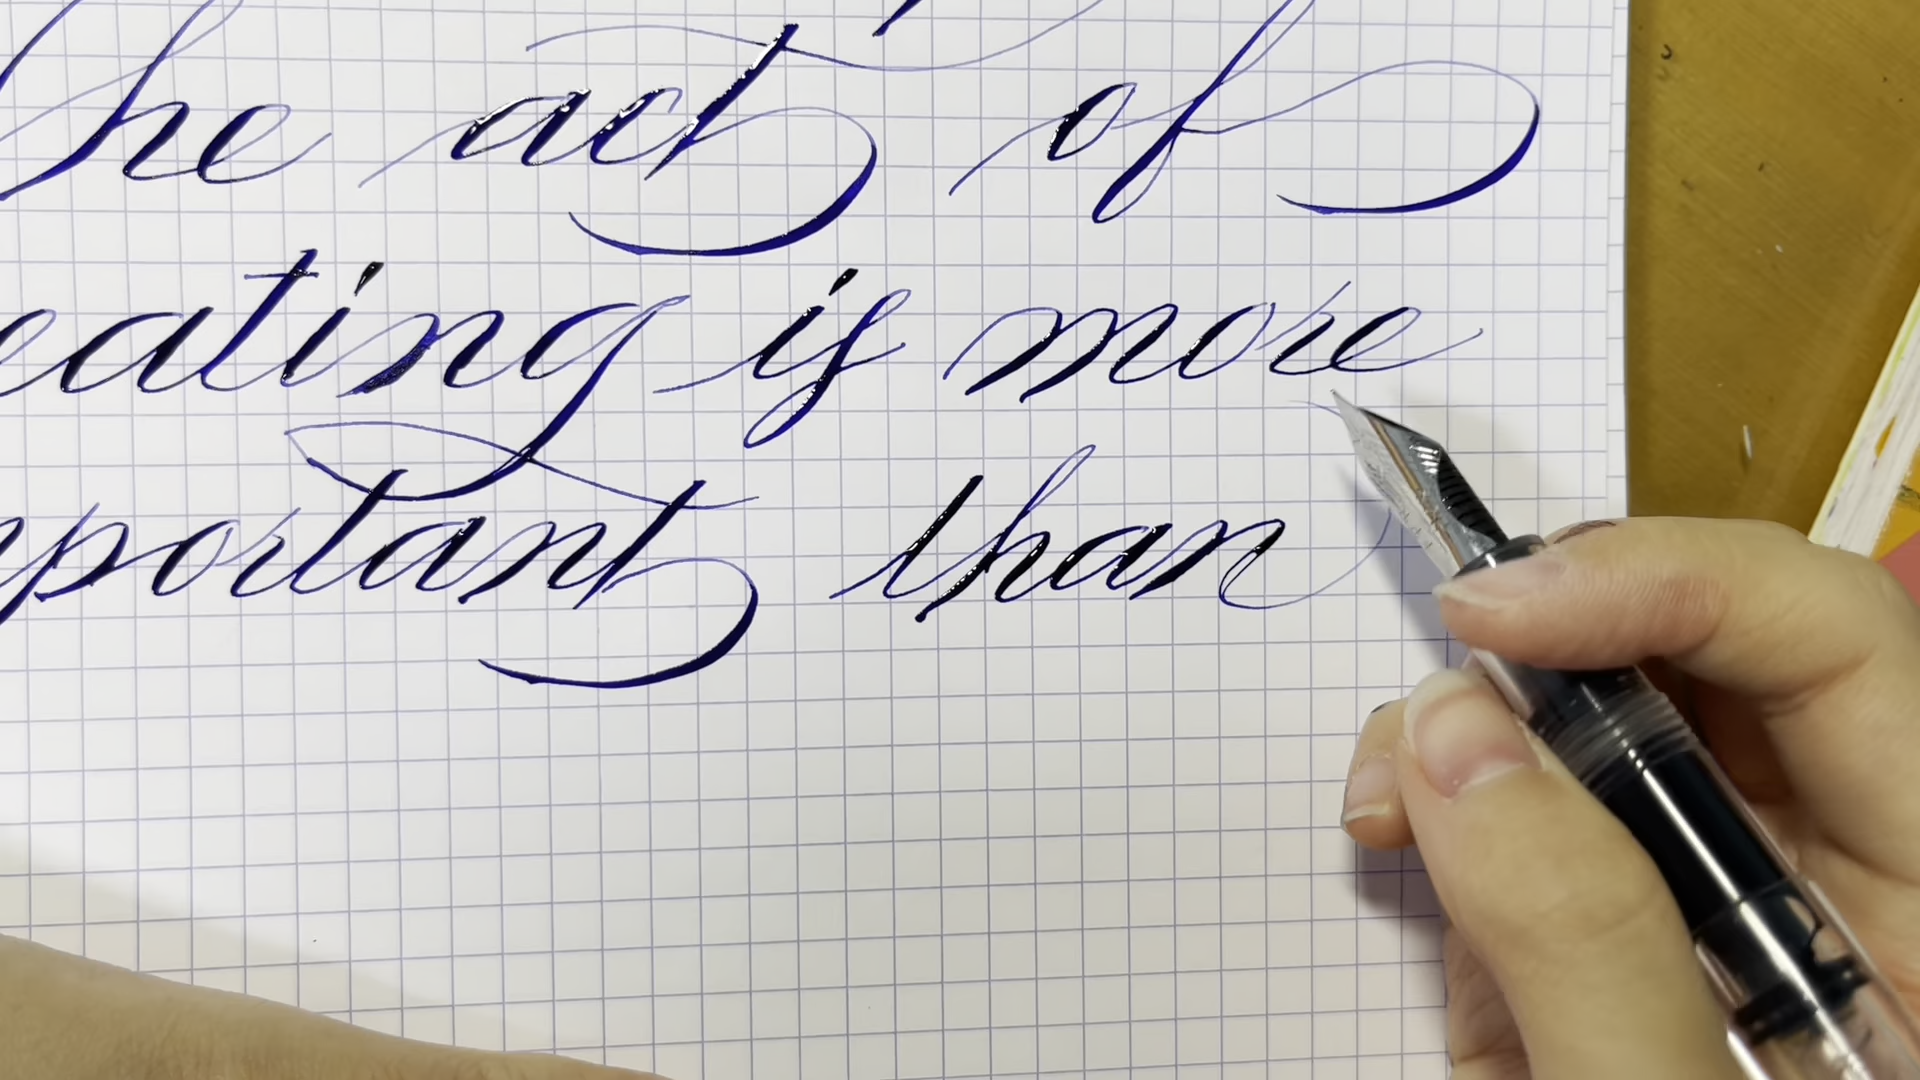 he act of
eating is more
portant than